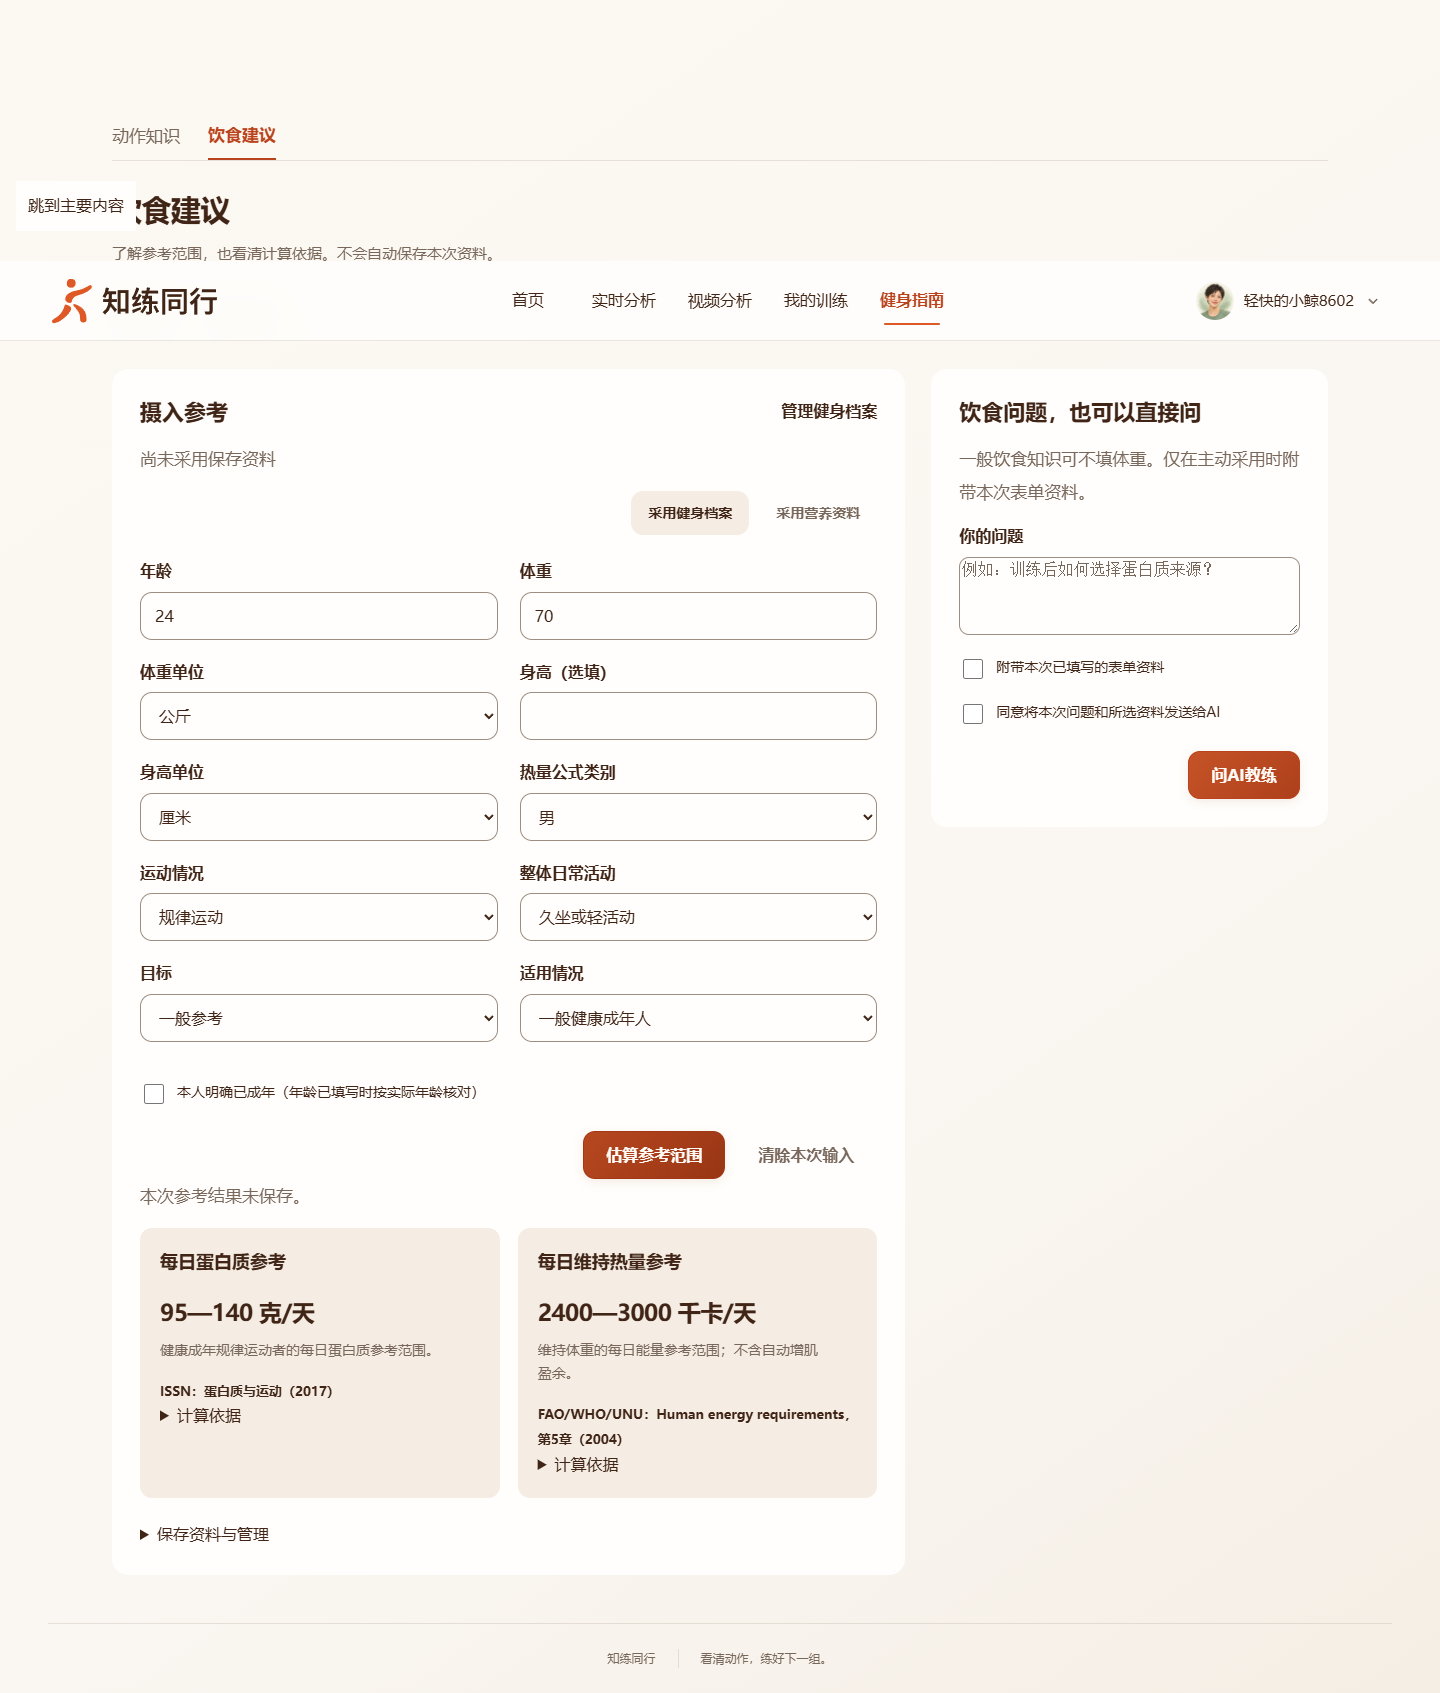 动作知识
饮食建议
跳到主要内容
饮食建议
了解参考范围，也看清计算依据。不会自动保存本次资料。
知练同行
首页
实时分析
视频分析
我的训练
健身指南
轻快的小鲸8602
摄入参考
管理健身档案
尚未采用保存资料
采用健身档案
采用营养资料
年龄
体重
24
70
体重单位
身高（选填）
公斤
身高单位
热量公式类别
厘米
男
运动情况
整体日常活动
规律运动
久坐或轻活动
目标
适用情况
一般参考
一般健康成年人
本人明确已成年（年龄已填写时按实际年龄核对）
估算参考范围
清除本次输入
本次参考结果未保存。
每日蛋白质参考
95—140 克/天
健康成年规律运动者的每日蛋白质参考范围。
ISSN：蛋白质与运动（2017）
计算依据
每日维持热量参考
2400—3000 千卡/天
维持体重的每日能量参考范围；不含自动增肌
盈余。
FAO/WHO/UNU：Human energy requirements，
第5章（2004）
计算依据
保存资料与管理
饮食问题，也可以直接问
一般饮食知识可不填体重。仅在主动采用时附
带本次表单资料。
你的问题
例如：训练后如何选择蛋白质来源？
附带本次已填写的表单资料
同意将本次问题和所选资料发送给AI
问AI教练
知练同行
看清动作，练好下一组。